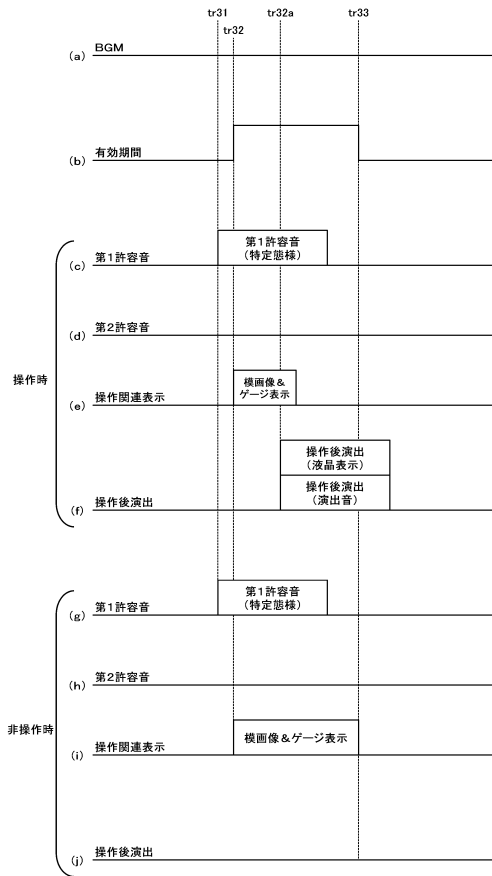 tr31
tr32a
tr33
tr32
(a) BGM
(b) 有効期間
操作時
(c) 第1許容音
第1許容音
(特定態様)
(d) 第2許容音
(e) 操作関連表示
模画像&
ゲージ表示
操作後演出
(液晶表示)
操作後演出
(演出音)
(f) 操作後演出
非操作時
(g) 第1許容音
第1許容音
(特定態様)
(h) 第2許容音
(i) 操作関連表示
模画像&ゲージ表示
(j) 操作後演出